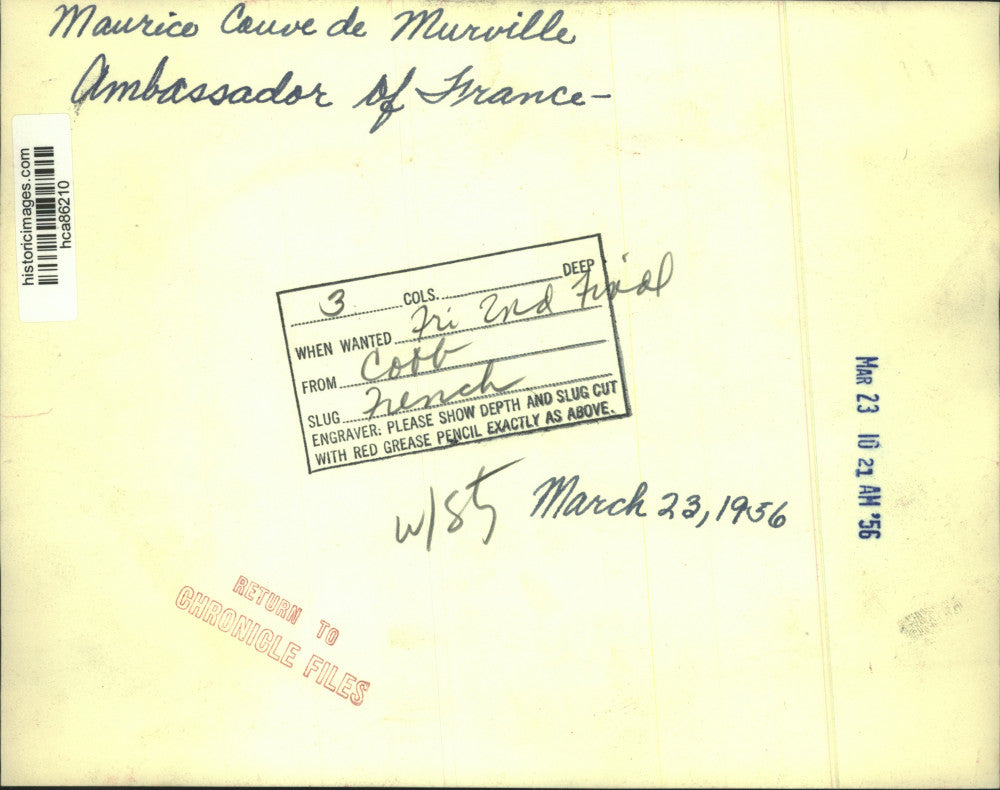 Maurice Couve de Murville
Ambassador of France-
historicimages.com
hca86210
3 COLS. DEEP
WHEN WANTED Fri 2nd Final
FROM Cobb
SLUG French
ENGRAVER: PLEASE SHOW DEPTH AND SLUG CUT
WITH RED GREASE PENCIL EXACTLY AS ABOVE.
MAR 23 10 21 AM '56
March 23, 1956
RETURN TO
CHRONICLE FILES